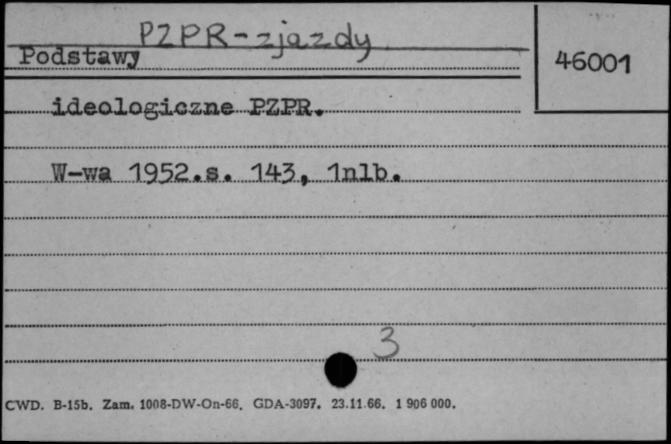 PZPR-zjazdy
46001
Podstawy
ideologiczne PZPR.
W-wa 1952.s. 143, 1nlb.
3
CWD. B-15b. Zam. 1008-DW-On-66. GDA-3097. 23.11.66. 1 906 000.